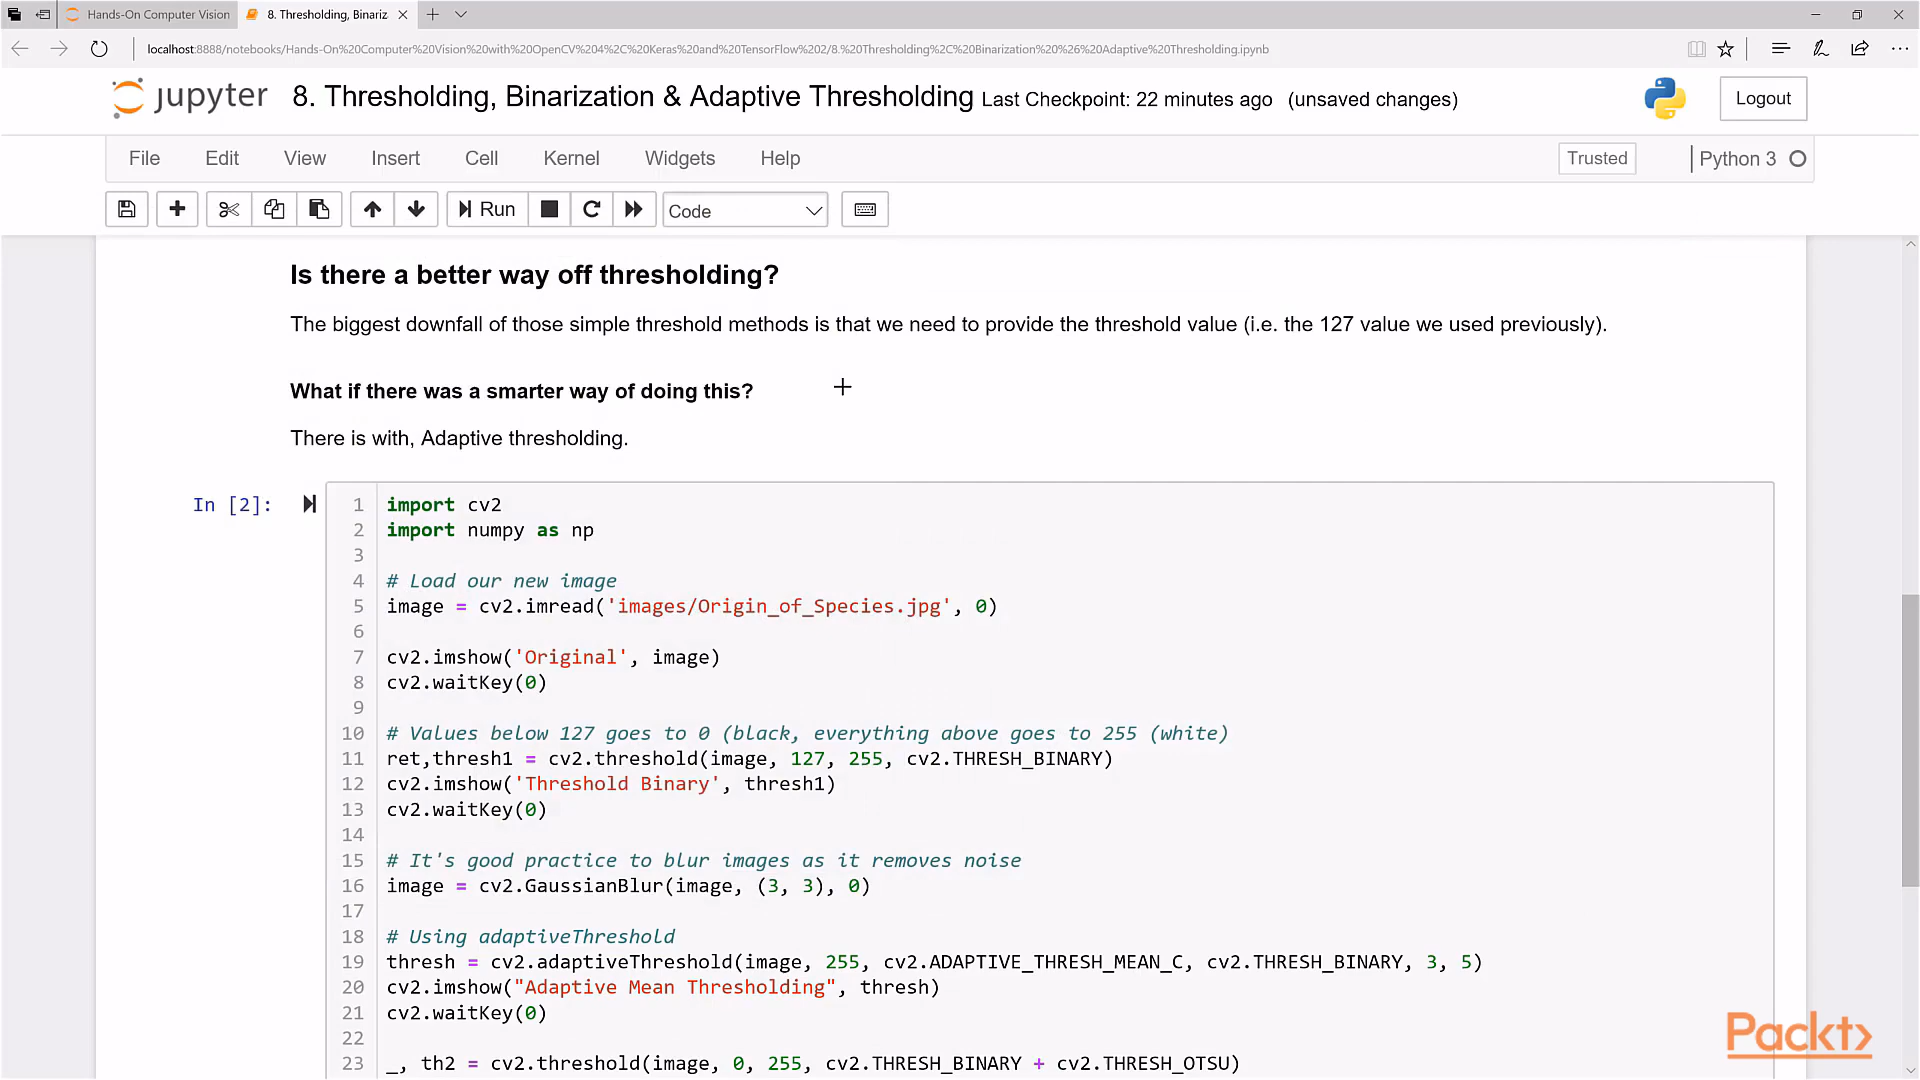 Hands-On Computer Vision
8. Thresholding, Binariz
localhost:8888/notebooks/Hands-On%20Computer%20Vision%20with%20OpenCV%204%2C%20Keras%20and%20TensorFlow%202/8.%20Thresholding%2C%20Binarization%20%26%20Adaptive%20Thresholding.ipynb
jupyter 8. Thresholding, Binarization & Adaptive Thresholding Last Checkpoint: 22 minutes ago (unsaved changes)
Logout
File Edit View Insert Cell Kernel Widgets Help
Trusted
Python 3
Run
Code
Is there a better way off thresholding?
The biggest downfall of those simple threshold methods is that we need to provide the threshold value (i.e. the 127 value we used previously).
What if there was a smarter way of doing this?
There is with, Adaptive thresholding.
In [2]:
1 import cv2
2 import numpy as np
3
4 # Load our new image
5 image = cv2.imread('images/Origin_of_Species.jpg', 0)
6
7 cv2.imshow('Original', image)
8 cv2.waitKey(0)
9
10 # Values below 127 goes to 0 (black, everything above goes to 255 (white)
11 ret,thresh1 = cv2.threshold(image, 127, 255, cv2.THRESH_BINARY)
12 cv2.imshow('Threshold Binary', thresh1)
13 cv2.waitKey(0)
14
15 # It's good practice to blur images as it removes noise
16 image = cv2.GaussianBlur(image, (3, 3), 0)
17
18 # Using adaptiveThreshold
19 thresh = cv2.adaptiveThreshold(image, 255, cv2.ADAPTIVE_THRESH_MEAN_C, cv2.THRESH_BINARY, 3, 5)
20 cv2.imshow("Adaptive Mean Thresholding", thresh)
21 cv2.waitKey(0)
22
23 _, th2 = cv2.threshold(image, 0, 255, cv2.THRESH_BINARY + cv2.THRESH_OTSU)
Packt>